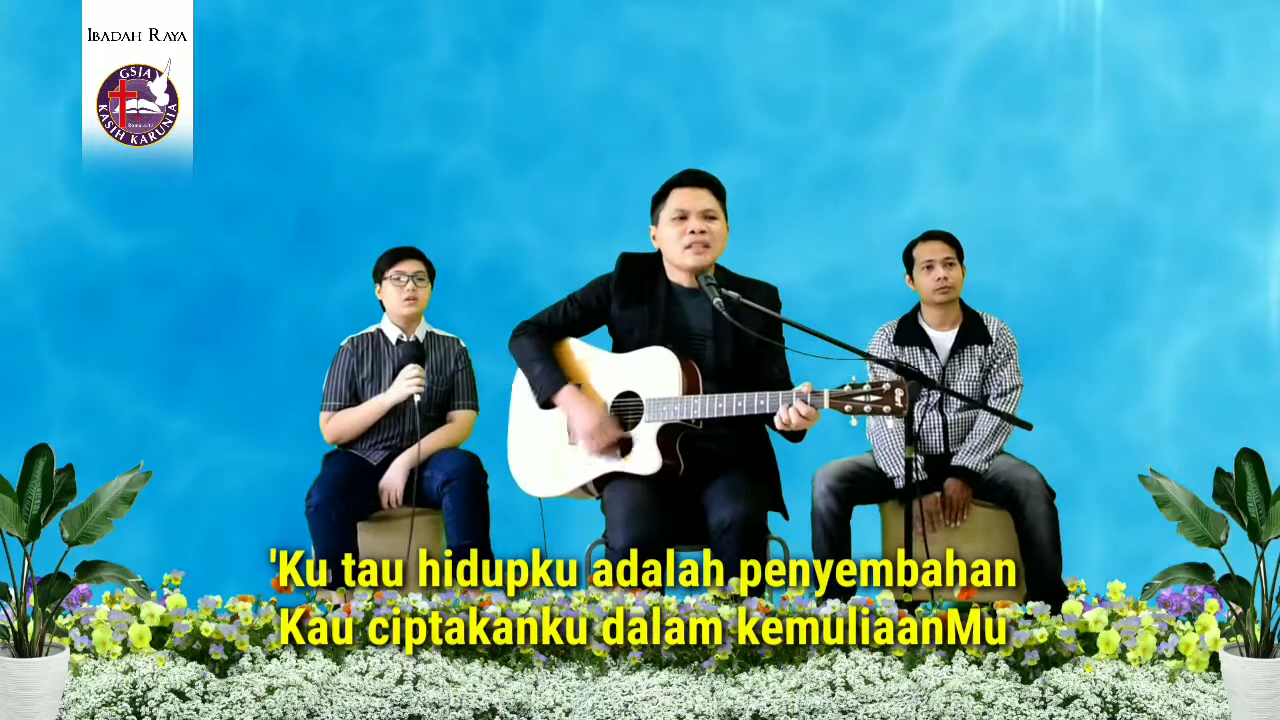 IBADAH RAYA
GSJA
KASIH KARUNIA
'Ku tau hidupku adalah penyembahan
Kau ciptakanku dalam kemuliaanMu